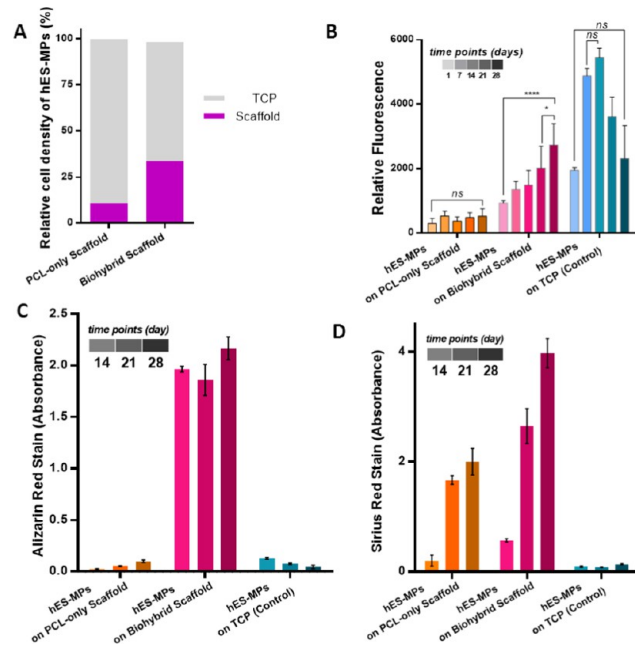 A
Relative cell density of hES-MPs (%)
100
75
50
25
0
TCP
Scaffold
PCL-only Scaffold
Biohybrid Scaffold
B
Relative Fluorescence
6000
4000
2000
0
time points (days)
1 7 14 21 28
ns
****
*
ns
ns
hES-MPs
on PCL-only Scaffold
hES-MPs
on Biohybrid Scaffold
hES-MPs
on TCP (Control)
C
Alizarin Red Stain (Absorbance)
2.5
2.0
1.5
1.0
0.5
0.0
time points (day)
14 21 28
hES-MPs
on PCL-only Scaffold
hES-MPs
on Biohybrid Scaffold
hES-MPs
on TCP (Control)
D
Sirius Red Stain (Absorbance)
4
2
0
time points (day)
14 21 28
hES-MPs
on PCL-only Scaffold
hES-MPs
on Biohybrid Scaffold
hES-MPs
on TCP (Control)